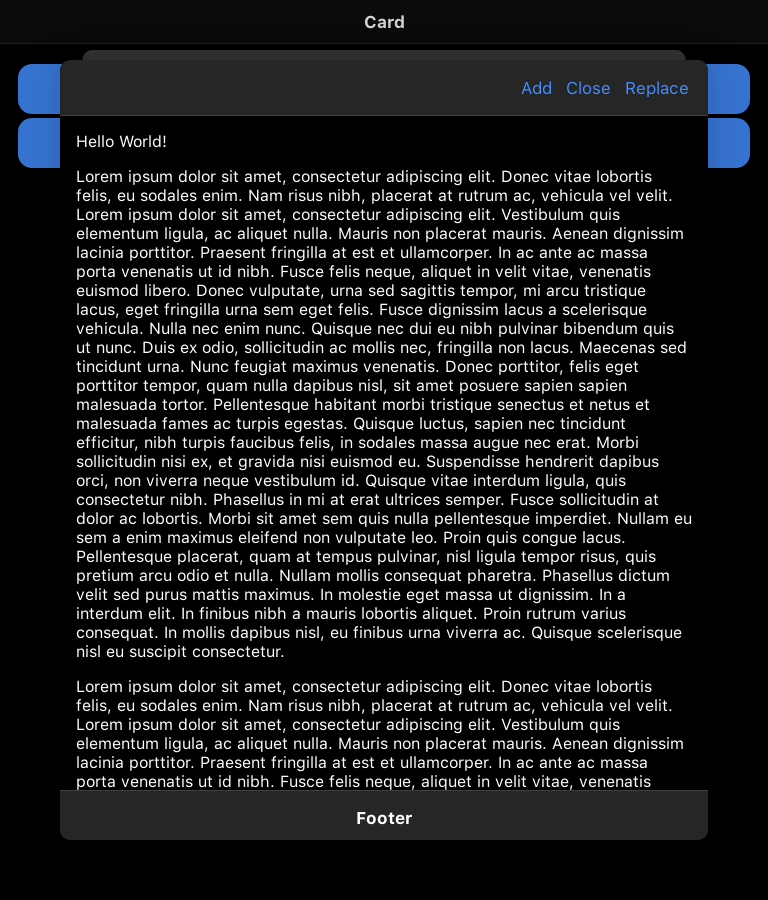 Card
Add Close Replace
Hello World!
Lorem ipsum dolor sit amet, consectetur adipiscing elit. Donec vitae lobortis
felis, eu sodales enim. Nam risus nibh, placerat at rutrum ac, vehicula vel velit.
Lorem ipsum dolor sit amet, consectetur adipiscing elit. Vestibulum quis
elementum ligula, ac aliquet nulla. Mauris non placerat mauris. Aenean dignissim
lacinia porttitor. Praesent fringilla at est et ullamcorper. In ac ante ac massa
porta venenatis ut id nibh. Fusce felis neque, aliquet in velit vitae, venenatis
euismod libero. Donec vulputate, urna sed sagittis tempor, mi arcu tristique
lacus, eget fringilla urna sem eget felis. Fusce dignissim lacus a scelerisque
vehicula. Nulla nec enim nunc. Quisque nec dui eu nibh pulvinar bibendum quis
ut nunc. Duis ex odio, sollicitudin ac mollis nec, fringilla non lacus. Maecenas sed
tincidunt urna. Nunc feugiat maximus venenatis. Donec porttitor, felis eget
porttitor tempor, quam nulla dapibus nisl, sit amet posuere sapien sapien
malesuada tortor. Pellentesque habitant morbi tristique senectus et netus et
malesuada fames ac turpis egestas. Quisque luctus, sapien nec tincidunt
efficitur, nibh turpis faucibus felis, in sodales massa augue nec erat. Morbi
sollicitudin nisi ex, et gravida nisi euismod eu. Suspendisse hendrerit dapibus
orci, non viverra neque vestibulum id. Quisque vitae interdum ligula, quis
consectetur nibh. Phasellus in mi at erat ultrices semper. Fusce sollicitudin at
dolor ac lobortis. Morbi sit amet sem quis nulla pellentesque imperdiet. Nullam eu
sem a enim maximus eleifend non vulputate leo. Proin quis congue lacus.
Pellentesque placerat, quam at tempus pulvinar, nisl ligula tempor risus, quis
pretium arcu odio et nulla. Nullam mollis consequat pharetra. Phasellus dictum
velit sed purus mattis maximus. In molestie eget massa ut dignissim. In a
interdum elit. In finibus nibh a mauris lobortis aliquet. Proin rutrum varius
consequat. In mollis dapibus nisl, eu finibus urna viverra ac. Quisque scelerisque
nisl eu suscipit consectetur.
Lorem ipsum dolor sit amet, consectetur adipiscing elit. Donec vitae lobortis
felis, eu sodales enim. Nam risus nibh, placerat at rutrum ac, vehicula vel velit.
Lorem ipsum dolor sit amet, consectetur adipiscing elit. Vestibulum quis
elementum ligula, ac aliquet nulla. Mauris non placerat mauris. Aenean dignissim
lacinia porttitor. Praesent fringilla at est et ullamcorper. In ac ante ac massa
porta venenatis ut id nibh. Fusce felis neque, aliquet in velit vitae, venenatis
Footer